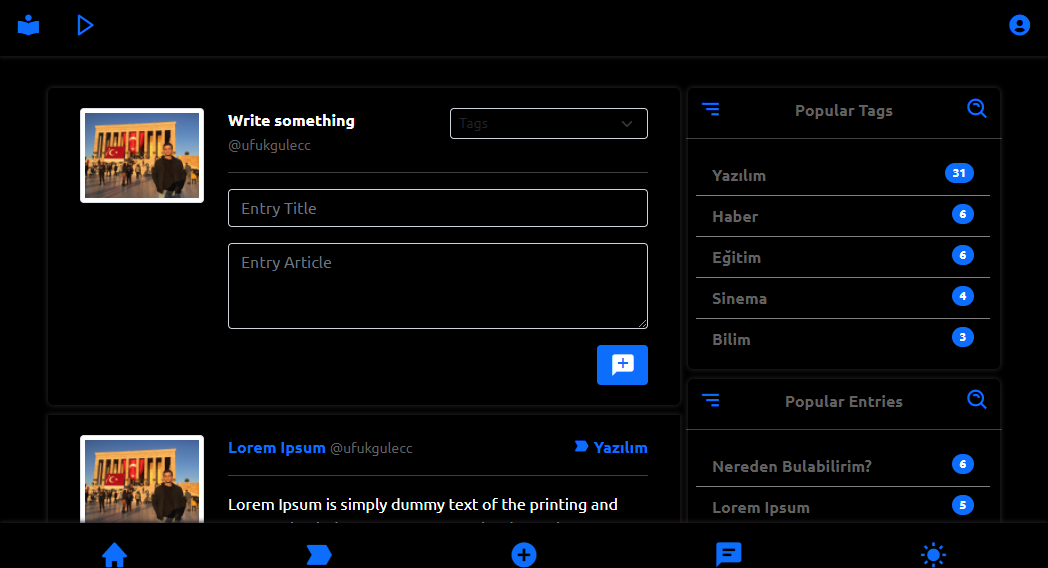 Write something
@ufukgulecc
Tags
Entry Title
Entry Article
Lorem Ipsum @ufukgulecc
Yazılım
Lorem Ipsum is simply dummy text of the printing and
Popular Tags
Yazılım 31
Haber 6
Eğitim 6
Sinema 4
Bilim 3
Popular Entries
Nereden Bulabilirim? 6
Lorem Ipsum 5